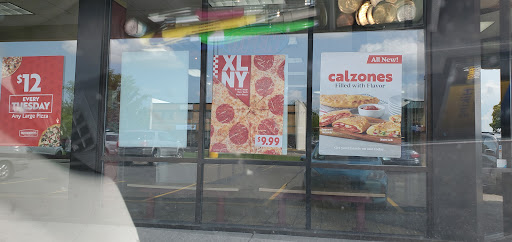 $12
EVERY
TUESDAY
Any Large Pizza
XL
NY
$9.99
All New!
calzones
Filled with Flavor